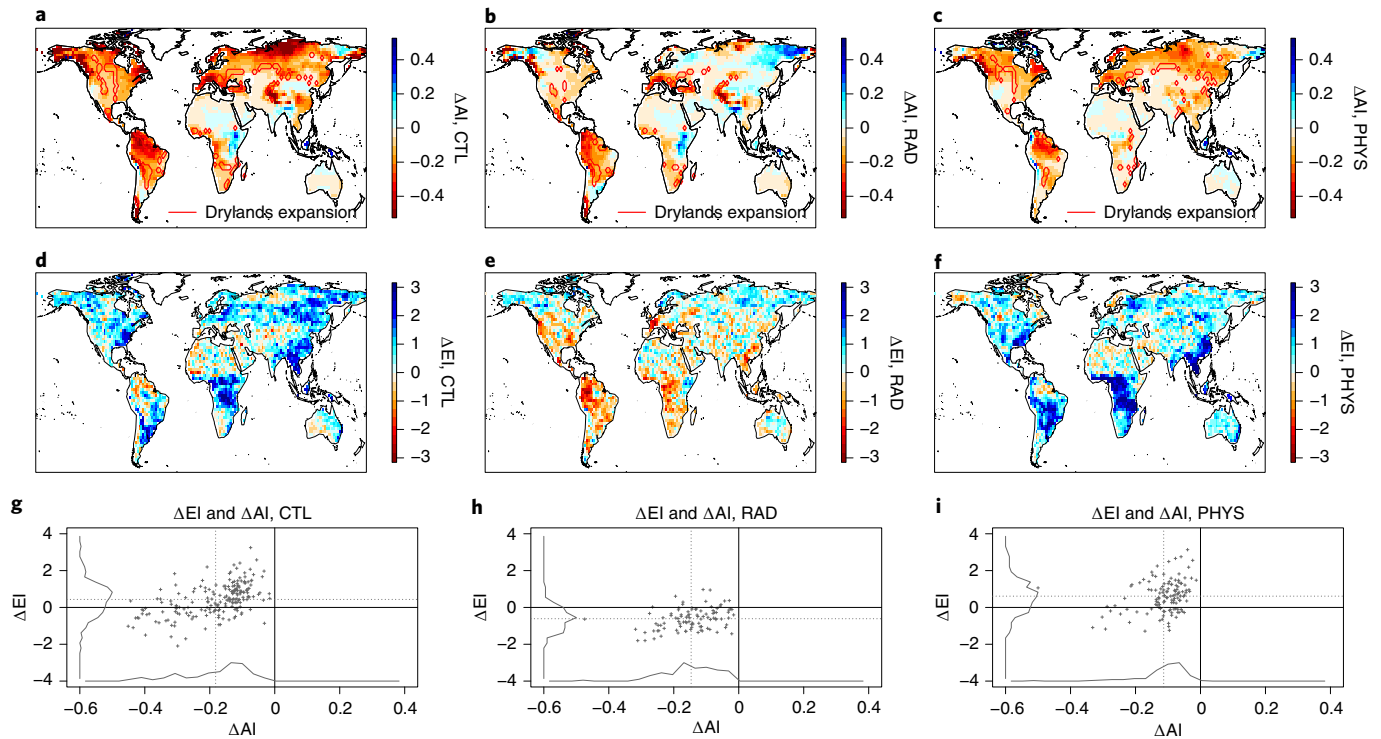 a
b
c
0.4
0.2
0
−0.2
−0.4
ΔAI, CTL
0.4
0.2
0
−0.2
−0.4
ΔAI, RAD
0.4
0.2
0
−0.2
−0.4
ΔAI, PHYS
Drylands expansion
Drylands expansion
Drylands expansion
d
e
f
3
2
1
0
−1
−2
−3
ΔEI, CTL
3
2
1
0
−1
−2
−3
ΔEI, RAD
3
2
1
0
−1
−2
−3
ΔEI, PHYS
g
ΔEI and ΔAI, CTL
4
2
0
−2
−4
ΔEI
−0.6
−0.4
−0.2
0
0.2
0.4
ΔAI
h
ΔEI and ΔAI, RAD
4
2
0
−2
−4
ΔEI
−0.6
−0.4
−0.2
0
0.2
0.4
ΔAI
i
ΔEI and ΔAI, PHYS
4
2
0
−2
−4
ΔEI
−0.6
−0.4
−0.2
0
0.2
0.4
ΔAI